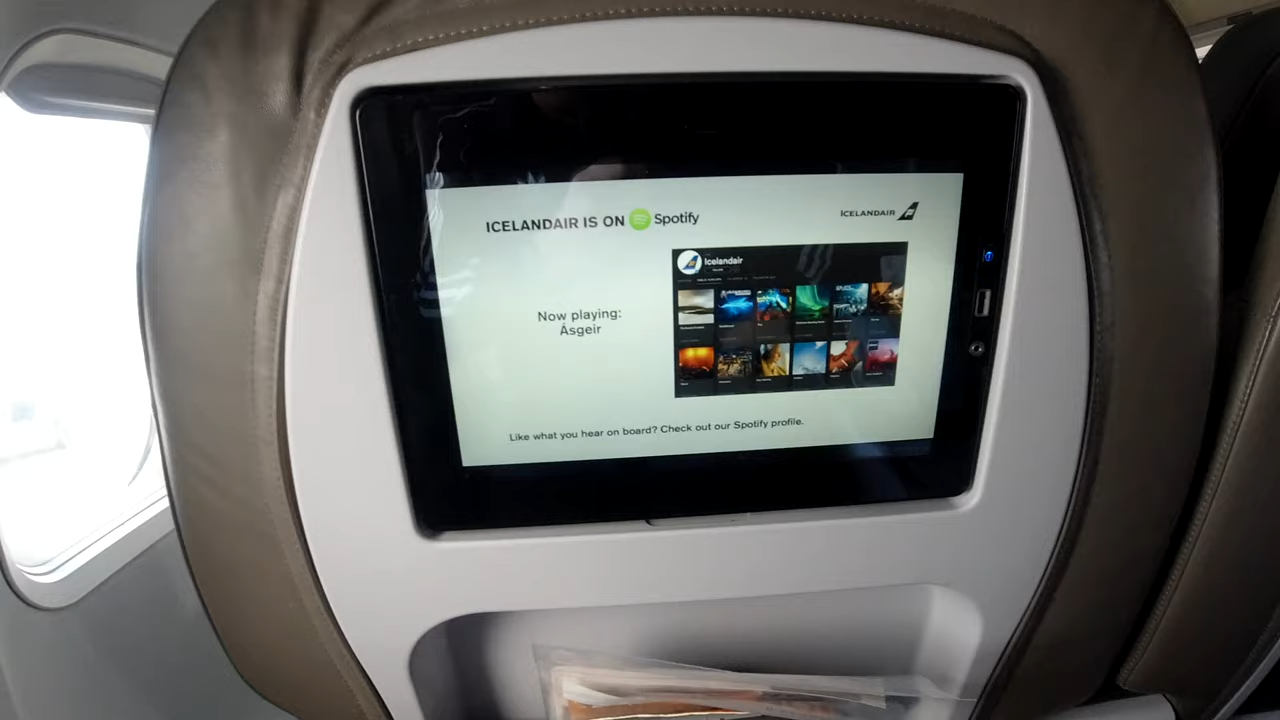 ICELANDAIR IS ON Spotify
ICELANDAIR
Icelandair
Now playing:
Ásgeir
Like what you hear on board? Check out our Spotify profile.